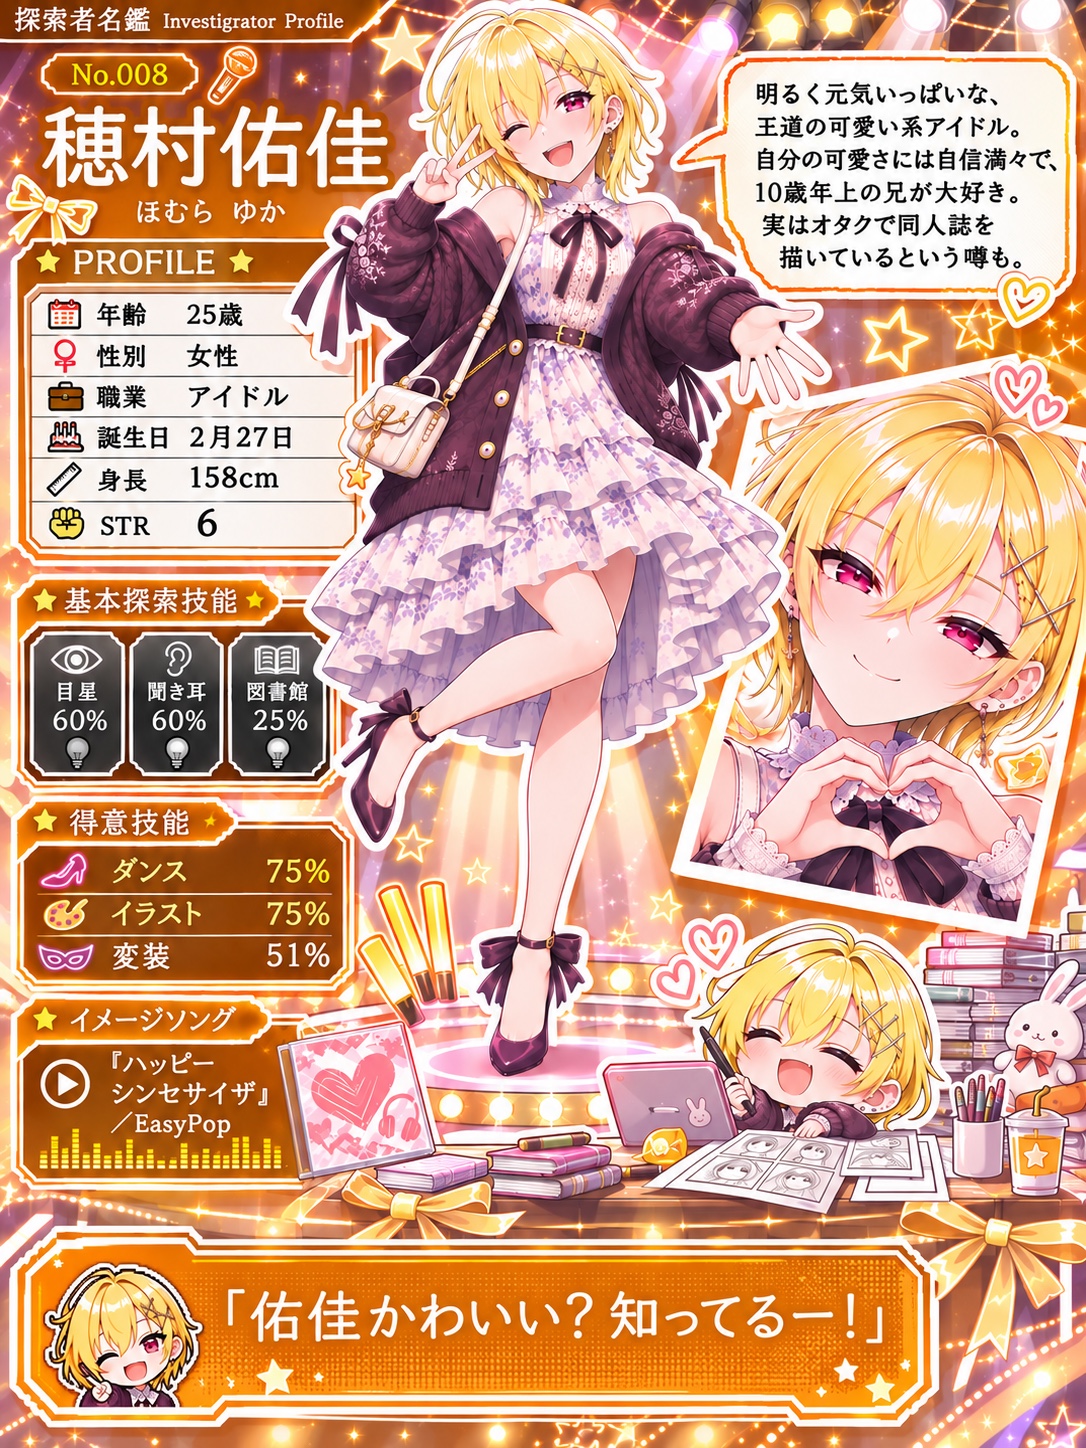 探索者名鑑 Investigrator Profile
No.008
穂村佑佳
ほむら ゆか
PROFILE
年齢 25歳
性別 女性
職業 アイドル
誕生日 2月27日
身長 158cm
STR 6
基本探索技能
目星 60%
聞き耳 60%
図書館 25%
得意技能
ダンス 75%
イラスト 75%
変装 51%
イメージソング
『ハッピー
シンセサイザ』
／EasyPop
明るく元気いっぱいな、
王道の可愛い系アイドル。
自分の可愛さには自信満々で、
10歳年上の兄が大好き。
実はオタクで同人誌を
描いているという噂も。
「佑佳かわいい？知ってるー！」